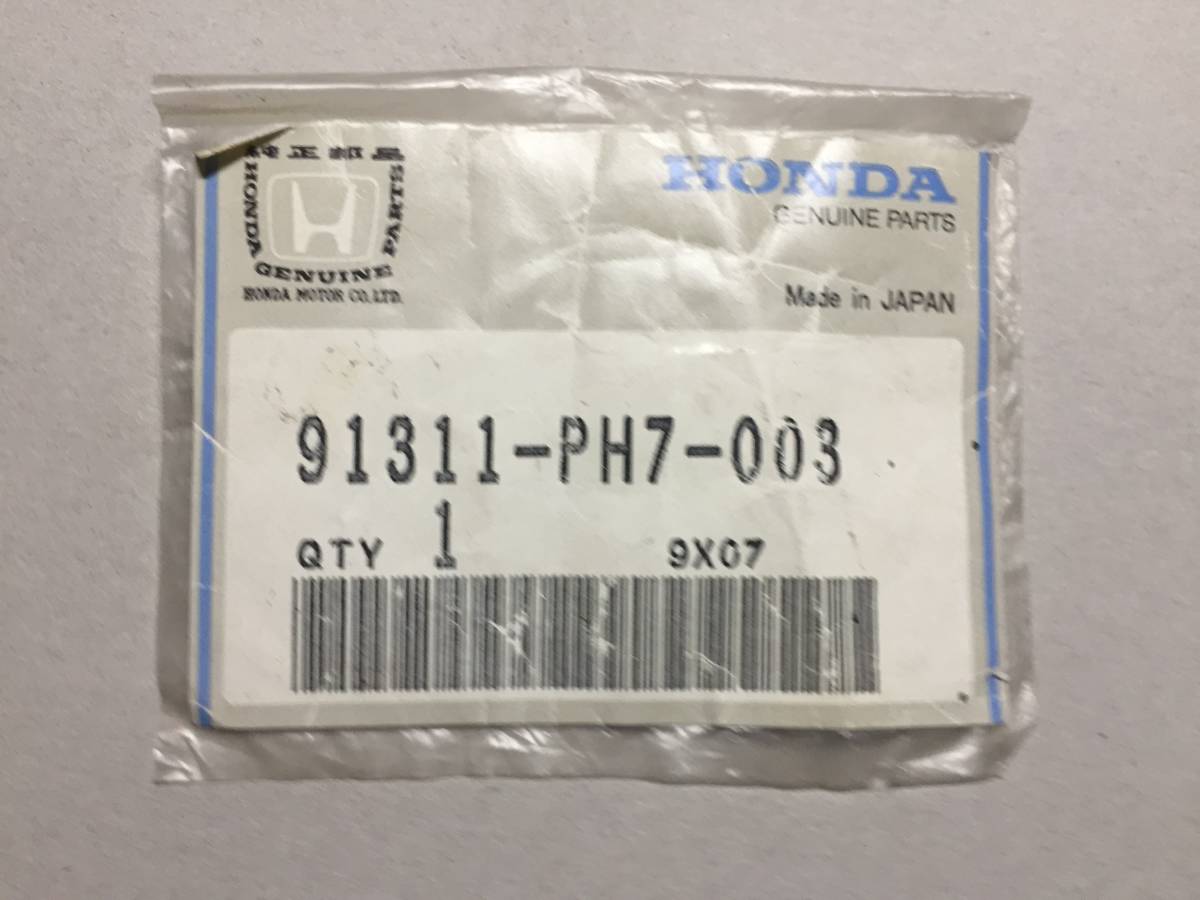 純正部品
HONDA GENUINE PARTS
HONDA MOTOR CO., LTD.
HONDA
GENUINE PARTS
Made in JAPAN
91311-PH7-003
QTY 1 9X07